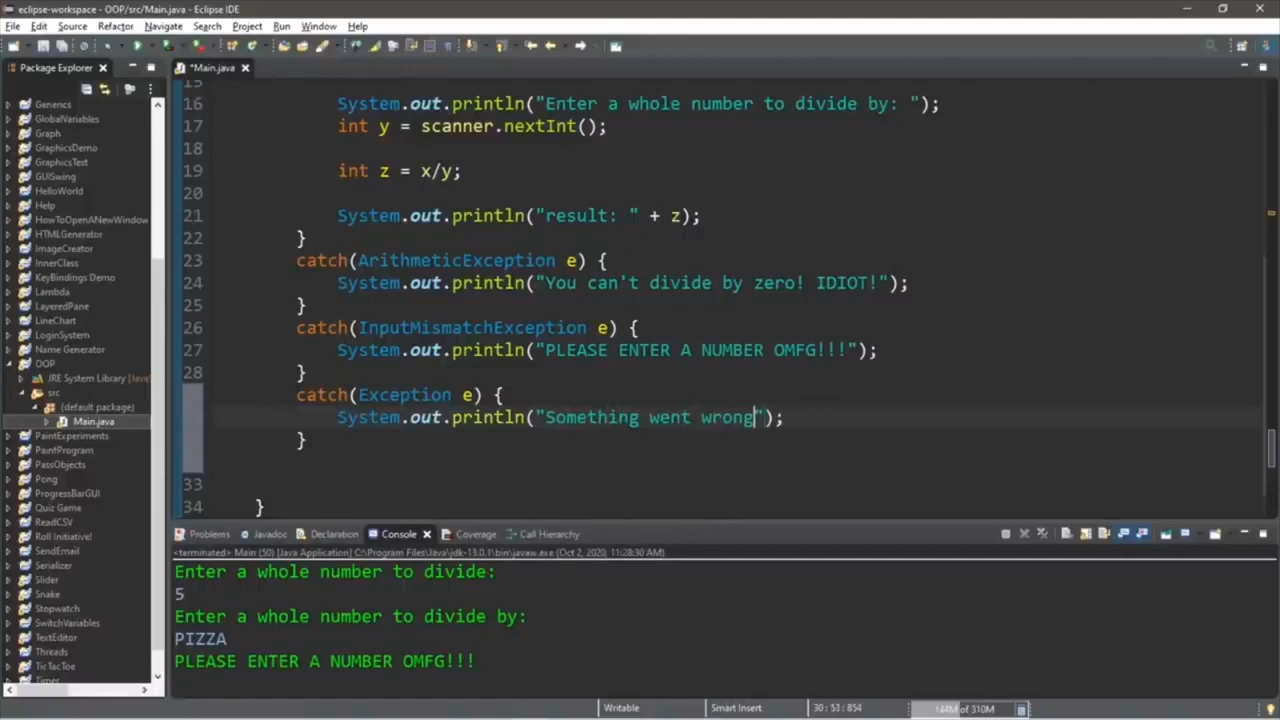 eclipse-workspace - OOP/src/Main.java - Eclipse IDE
File Edit Source Refactor Navigate Search Project Run Window Help
Package Explorer
*Main.java
Generics
GlobalVariables
Graph
GraphicsDemo
GraphicsTest
GUISwing
HelloWorld
Help
HowToOpenANewWindow
HTMLGenerator
ImageCreator
InnerClass
KeyBindings Demo
Lambda
LayeredPane
LineChart
LoginSystem
Name Generator
OOP
JRE System Library [Java
src
(default package)
Main.java
PaintExperiments
PaintProgram
PassObjects
Pong
ProgressBarGUI
Quiz Game
ReadCSV
Roll Initiative!
SendEmail
Serializer
Slider
Snake
Stopwatch
SwitchVariables
TextEditor
Threads
TicTacToe
Timer
15
16 System.out.println("Enter a whole number to divide by: ");
17 int y = scanner.nextInt();
18
19 int z = x/y;
20
21 System.out.println("result: " + z);
22 }
23 catch(ArithmeticException e) {
24 System.out.println("You can't divide by zero! IDIOT!");
25 }
26 catch(InputMismatchException e) {
27 System.out.println("PLEASE ENTER A NUMBER OMFG!!!");
28 }
catch(Exception e) {
System.out.println("Something went wrong");
}
33
34 }
Problems Javadoc Declaration Console Coverage Call Hierarchy
<terminated> Main (50) [Java Application] C:\Program Files\Java\jdk-13.0.1\bin\javaw.exe (Oct 2, 2020, 11:28:30 AM)
Enter a whole number to divide:
5
Enter a whole number to divide by:
PIZZA
PLEASE ENTER A NUMBER OMFG!!!
Writable Smart Insert 30 : 53 : 854 144M of 310M